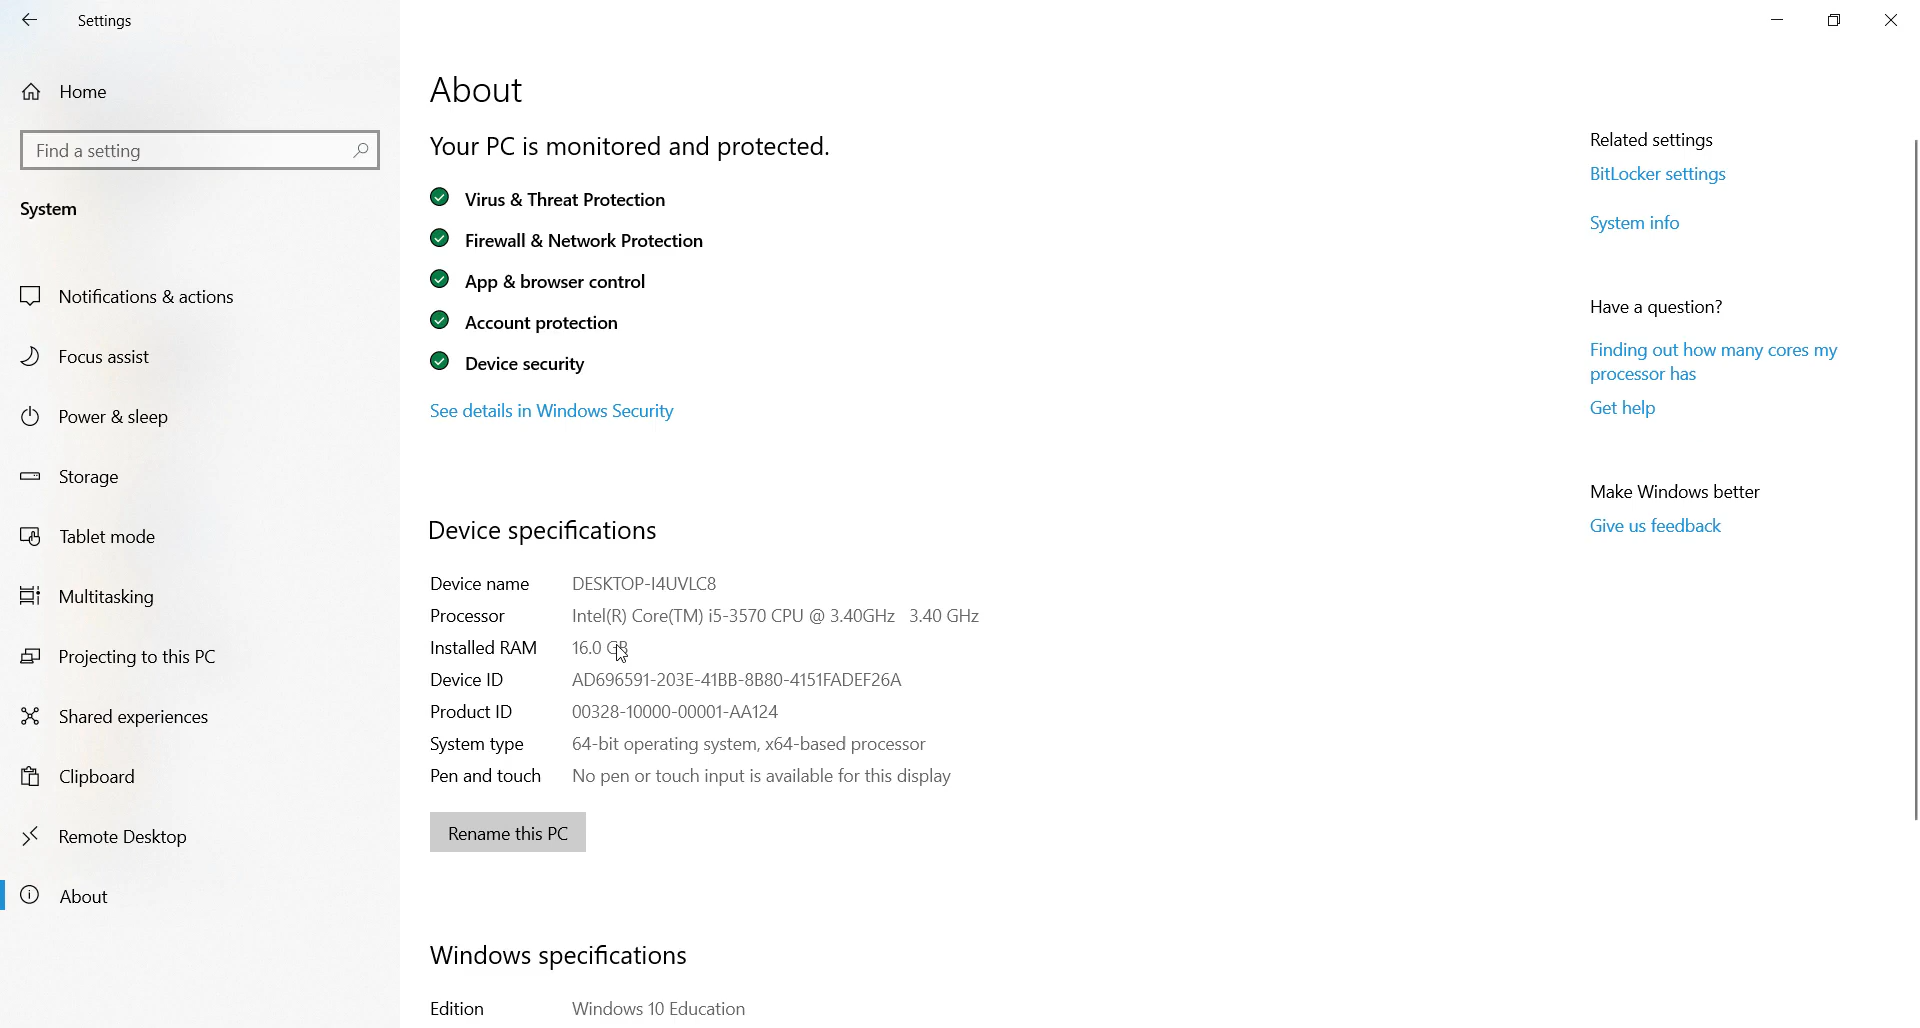 Settings
Home
Find a setting
System
Notifications & actions
Focus assist
Power & sleep
Storage
Tablet mode
Multitasking
Projecting to this PC
Shared experiences
Clipboard
Remote Desktop
About
About
Your PC is monitored and protected.
Virus & Threat Protection
Firewall & Network Protection
App & browser control
Account protection
Device security
See details in Windows Security
Device specifications
Device name DESKTOP-I4UVLC8
Processor Intel(R) Core(TM) i5-3570 CPU @ 3.40GHz 3.40 GHz
Installed RAM 16.0 GB
Device ID AD696591-203E-41BB-8B80-4151FADEF26A
Product ID 00328-10000-00001-AA124
System type 64-bit operating system, x64-based processor
Pen and touch No pen or touch input is available for this display
Rename this PC
Windows specifications
Edition Windows 10 Education
Related settings
BitLocker settings
System info
Have a question?
Finding out how many cores my
processor has
Get help
Make Windows better
Give us feedback